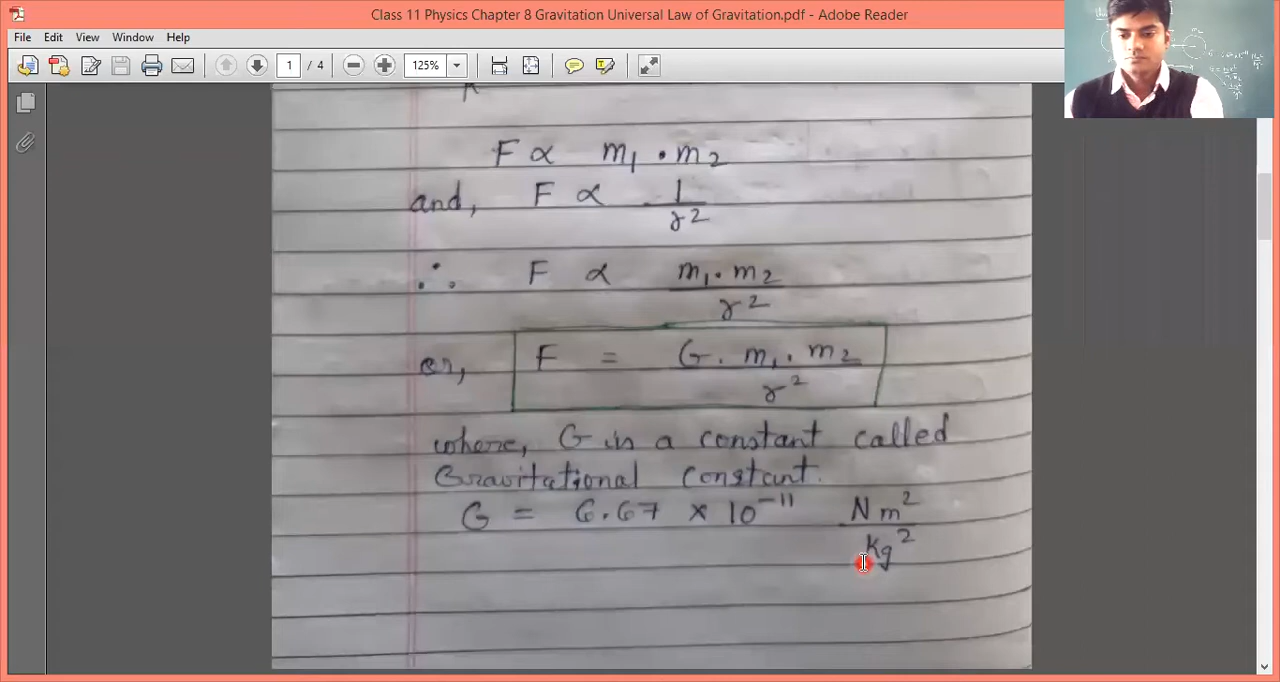 Class 11 Physics Chapter 8 Gravitation Universal Law of Gravitation.pdf - Adobe Reader
File Edit View Window Help
1 / 4 125%
F ∝ m₁ . m₂
and, F ∝ 1/r²
∴ F ∝ m₁ . m₂ / r²
or, F = G . m₁ . m₂ / r²
where, G is a constant called
Gravitational constant.
G = 6.67 × 10⁻¹¹ N m² / kg²